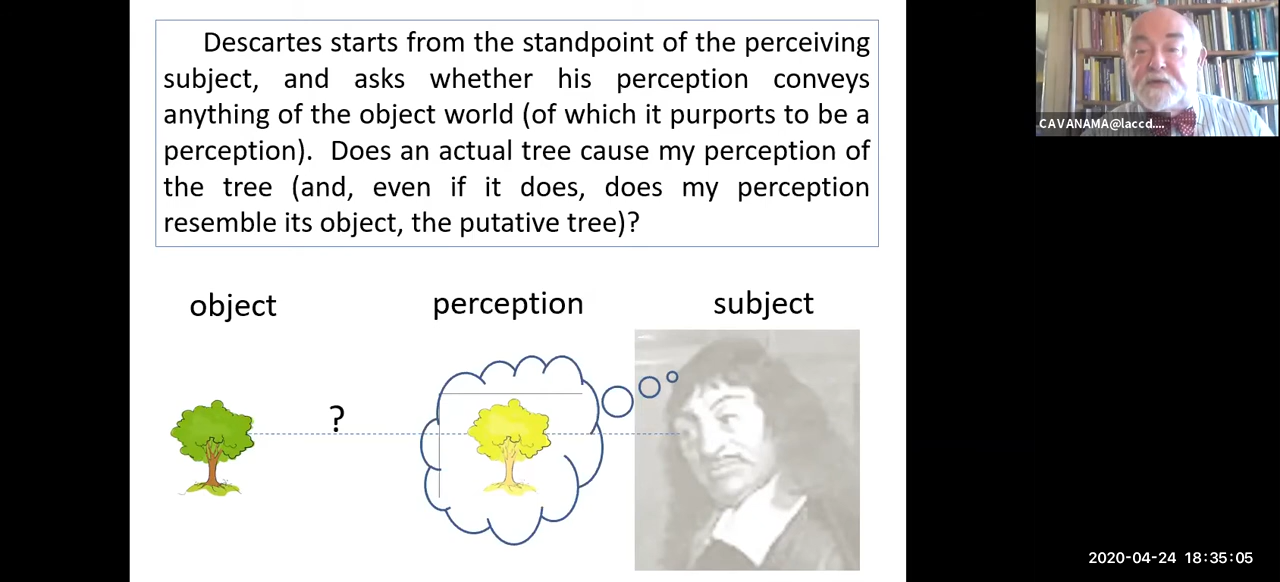 Descartes starts from the standpoint of the perceiving
subject, and asks whether his perception conveys
anything of the object world (of which it purports to be a
perception). Does an actual tree cause my perception of
the tree (and, even if it does, does my perception
resemble its object, the putative tree)?
CAVANAMA@laccd....
object perception subject
?
2020-04-24 18:35:05